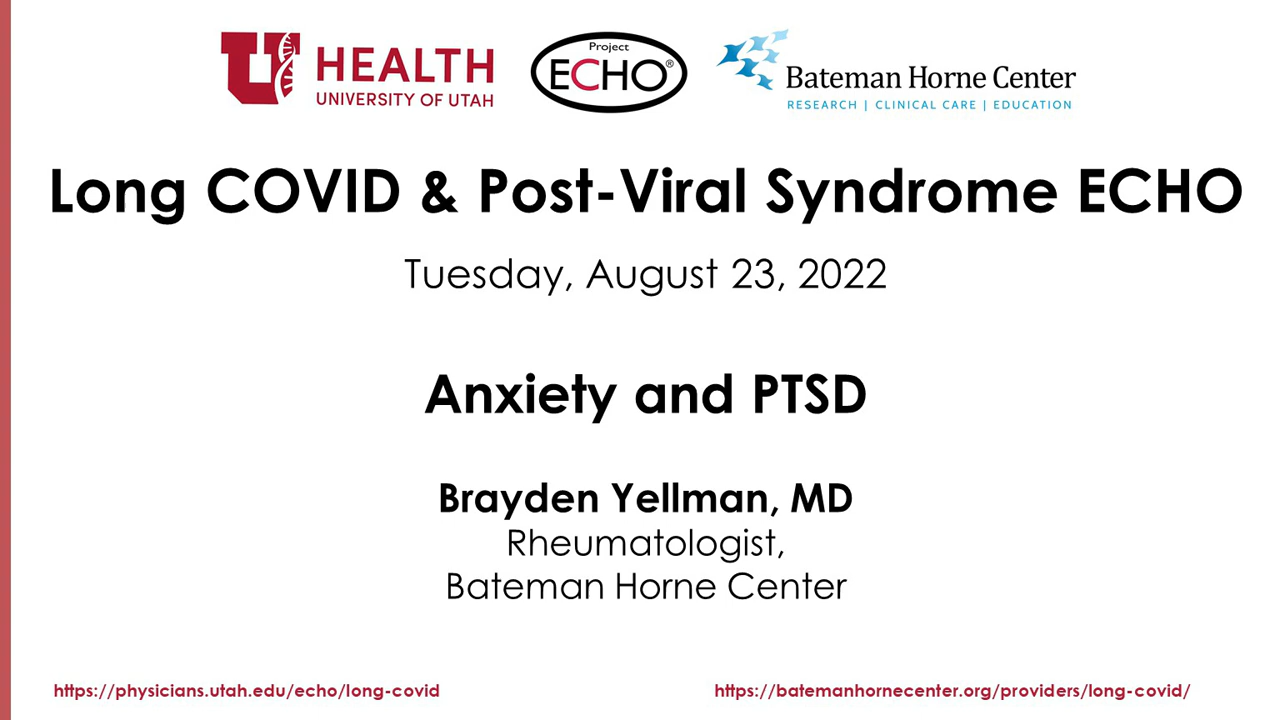 U HEALTH
UNIVERSITY OF UTAH
Project
ECHO®
Bateman Horne Center
RESEARCH | CLINICAL CARE | EDUCATION
Long COVID & Post-Viral Syndrome ECHO
Tuesday, August 23, 2022
Anxiety and PTSD
Brayden Yellman, MD
Rheumatologist,
Bateman Horne Center
https://physicians.utah.edu/echo/long-covid
https://batemanhornecenter.org/providers/long-covid/